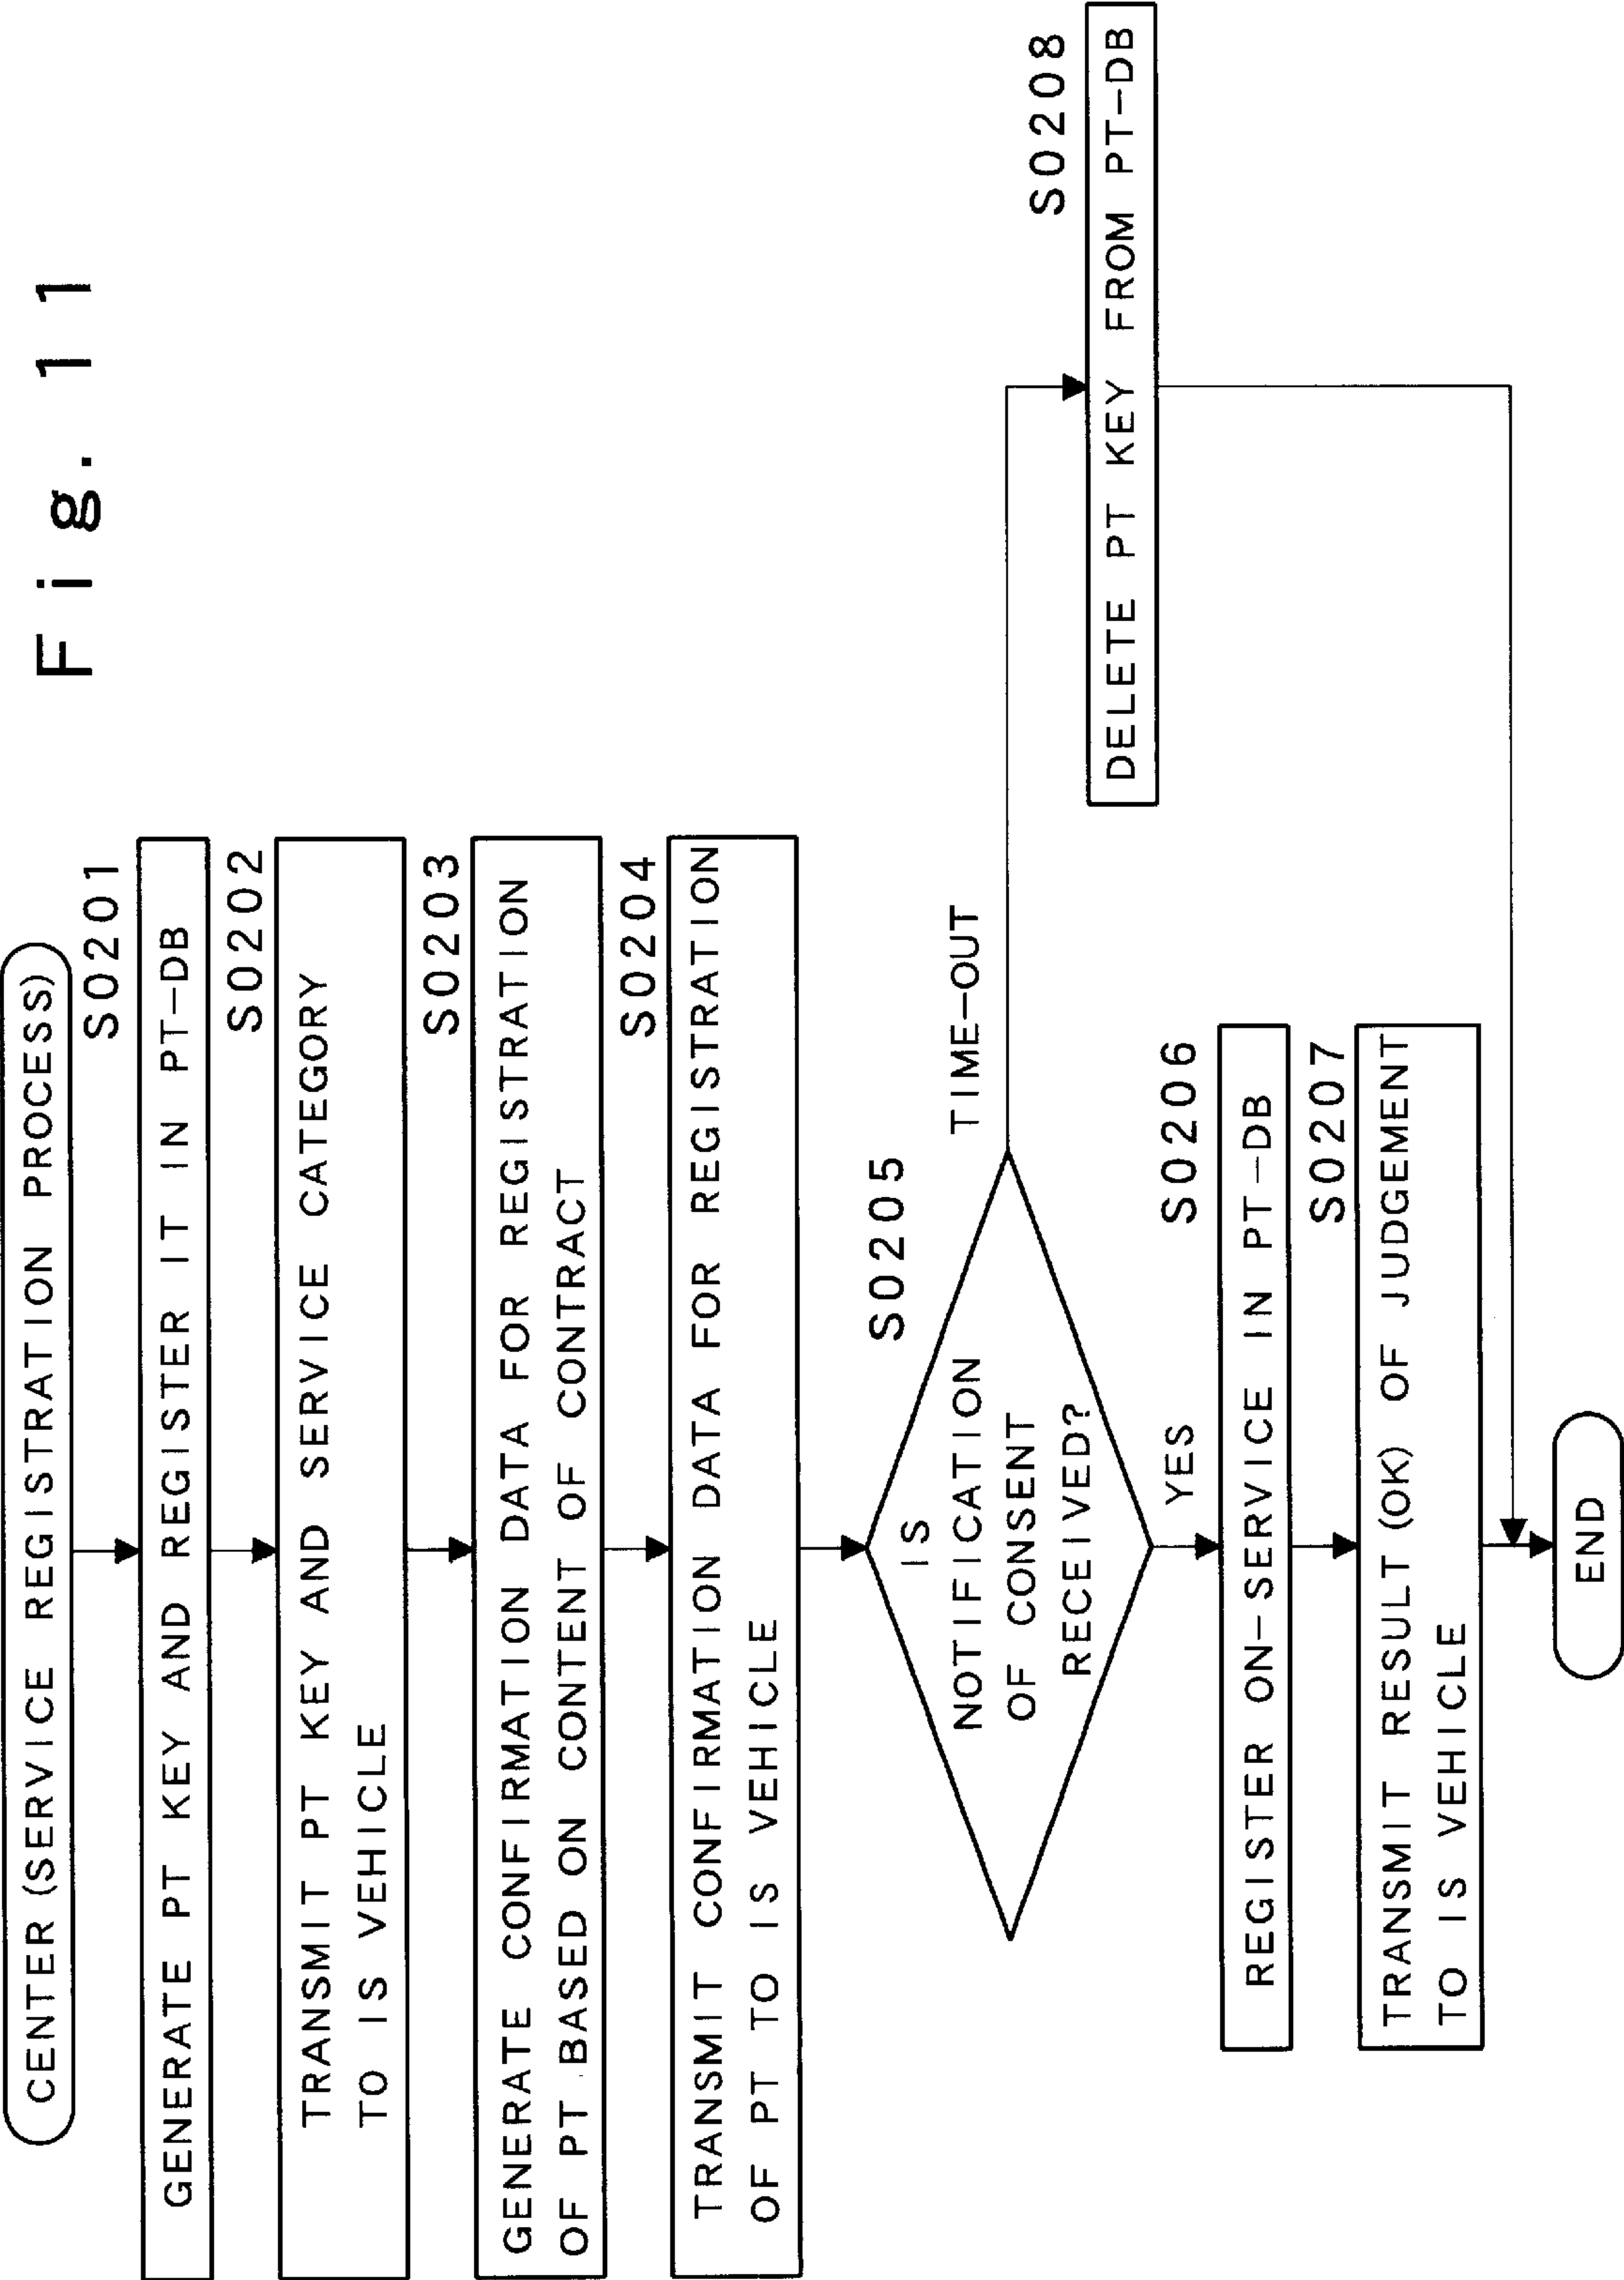 Fig. 11
CENTER (SERVICE REGISTRATION PROCESS)
S0201
GENERATE PT KEY AND REGISTER IT IN PT-DB
S0202
TRANSMIT PT KEY AND SERVICE CATEGORY
TO IS VEHICLE
S0203
GENERATE CONFIRMATION DATA FOR REGISTRATION
OF PT BASED ON CONTENT OF CONTRACT
S0204
TRANSMIT CONFIRMATION DATA FOR REGISTRATION
OF PT TO IS VEHICLE
S0205
IS
NOTIFICATION
OF CONSENT
RECEIVED?
TIME-OUT
YES
S0208
DELETE PT KEY FROM PT-DB
S0206
REGISTER ON-SERVICE IN PT-DB
S0207
TRANSMIT RESULT (OK) OF JUDGEMENT
TO IS VEHICLE
END